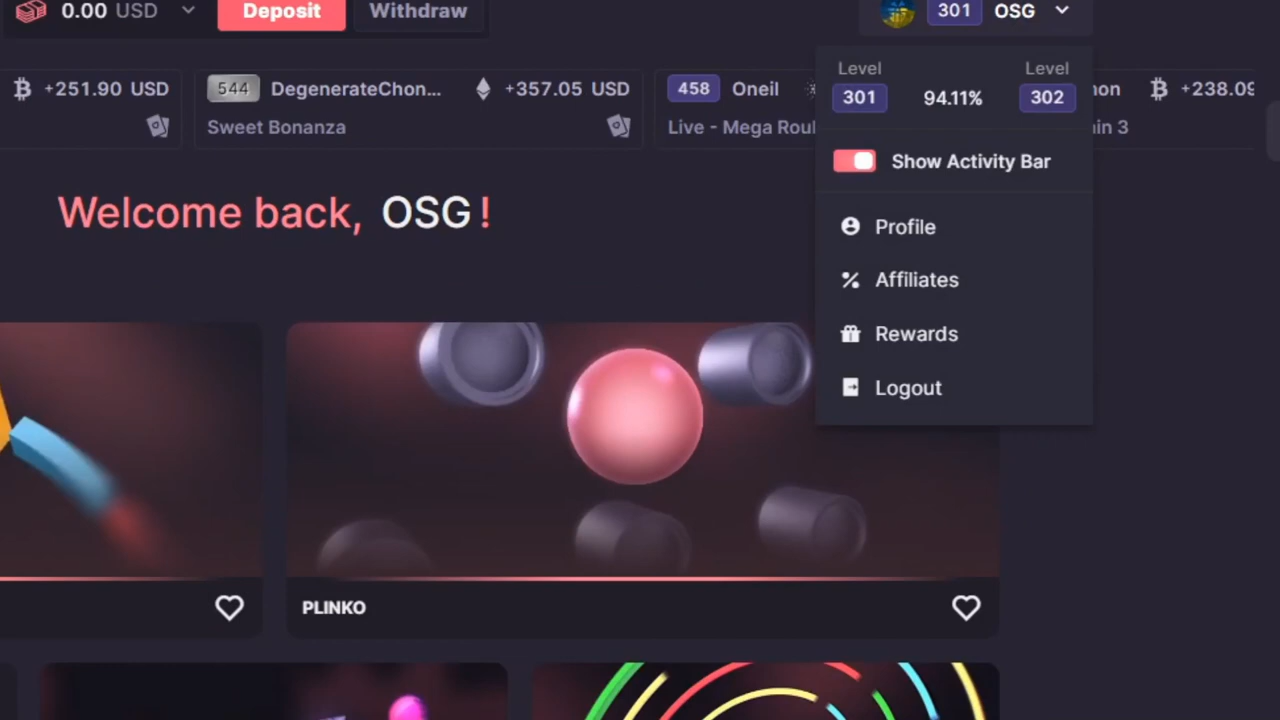 0.00 USD
Deposit
Withdraw
301 OSG
+251.90 USD
544 DegenerateChon... +357.05 USD
Sweet Bonanza
458 Oneil
Live - Mega Roul
+238.09
Level Level
301 94.11% 302
Show Activity Bar
Profile
Affiliates
Rewards
Logout
Welcome back, OSG!
PLINKO